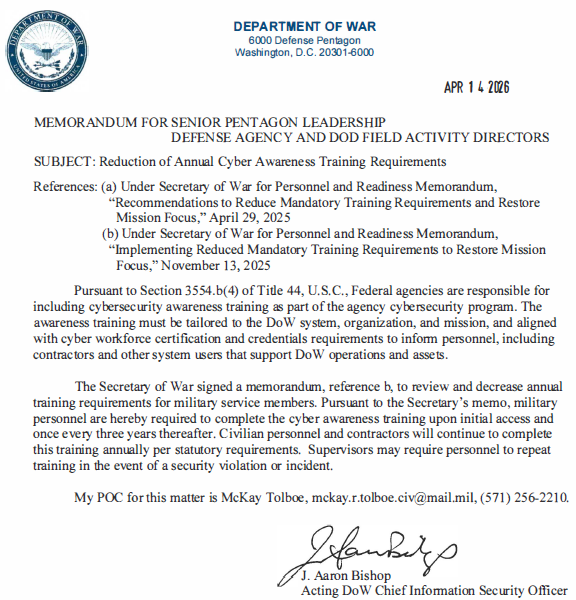 DEPARTMENT OF WAR
UNITED STATES OF AMERICA
DEPARTMENT OF WAR
6000 Defense Pentagon
Washington, D.C. 20301-6000
APR 14 2026
MEMORANDUM FOR SENIOR PENTAGON LEADERSHIP
DEFENSE AGENCY AND DOD FIELD ACTIVITY DIRECTORS
SUBJECT: Reduction of Annual Cyber Awareness Training Requirements
References: (a) Under Secretary of War for Personnel and Readiness Memorandum,
“Recommendations to Reduce Mandatory Training Requirements and Restore
Mission Focus,” April 29, 2025
(b) Under Secretary of War for Personnel and Readiness Memorandum,
“Implementing Reduced Mandatory Training Requirements to Restore Mission
Focus,” November 13, 2025
Pursuant to Section 3554.b(4) of Title 44, U.S.C., Federal agencies are responsible for
including cybersecurity awareness training as part of the agency cybersecurity program. The
awareness training must be tailored to the DoW system, organization, and mission, and aligned
with cyber workforce certification and credentials requirements to inform personnel, including
contractors and other system users that support DoW operations and assets.
The Secretary of War signed a memorandum, reference b, to review and decrease annual
training requirements for military service members. Pursuant to the Secretary’s memo, military
personnel are hereby required to complete the cyber awareness training upon initial access and
once every three years thereafter. Civilian personnel and contractors will continue to complete
this training annually per statutory requirements. Supervisors may require personnel to repeat
training in the event of a security violation or incident.
My POC for this matter is McKay Tolboe, mckay.r.tolboe.civ@mail.mil, (571) 256-2210.
J. Aaron Bishop
Acting DoW Chief Information Security Officer